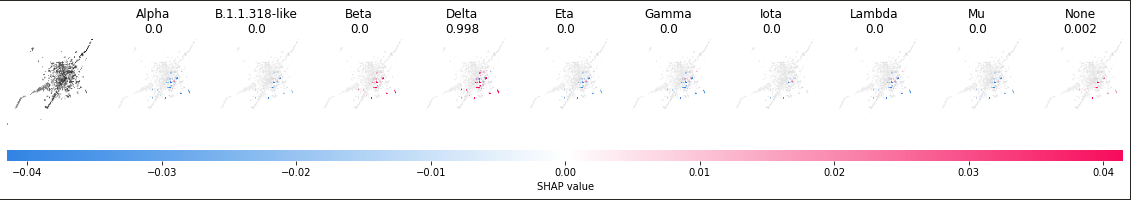 Alpha B.1.1.318-like Beta Delta Eta Gamma Iota Lambda Mu None
0.0 0.0 0.0 0.998 0.0 0.0 0.0 0.0 0.0 0.002
−0.04 −0.03 −0.02 −0.01 0.00 0.01 0.02 0.03 0.04
SHAP value